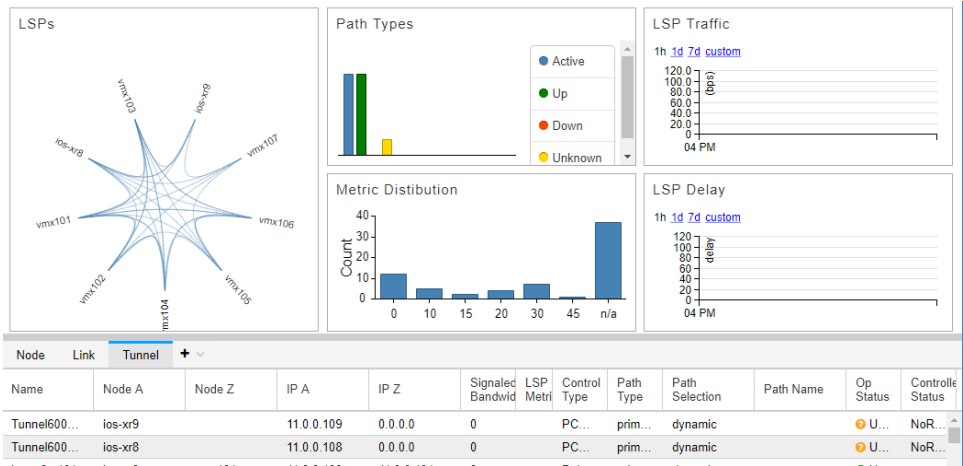 LSPs
vmx103
ios-xr9
vmx107
ios-xr8
vmx101
vmx106
vmx102
vmx105
mx104
Path Types
Active
Up
Down
Unknown
Metric Distibution
Count
40
30
20
10
0
0 10 15 20 30 45 n/a
LSP Traffic
1h 1d 7d custom
120.0
(bps)
100.0
80.0
60.0
40.0
20.0
0
04 PM
LSP Delay
1h 1d 7d custom
120
delay
100
80
60
40
20
0
04 PM
Node Link Tunnel +
Name Node A Node Z IP A IP Z Signaled Bandwid LSP Metri Control Type Path Type Path Selection Path Name Op Status Controlle Status
Tunnel600... ios-xr9 11.0.0.109 0.0.0.0 0 PC... prim... dynamic U... NoR...
Tunnel600... ios-xr8 11.0.0.108 0.0.0.0 0 PC... prim... dynamic U... NoR...